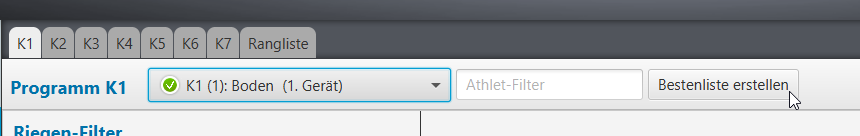 K1 K2 K3 K4 K5 K6 K7 Rangliste
Programm K1 K1 (1): Boden (1. Gerät) Athlet-Filter Bestenliste erstellen
Riegen-Filter